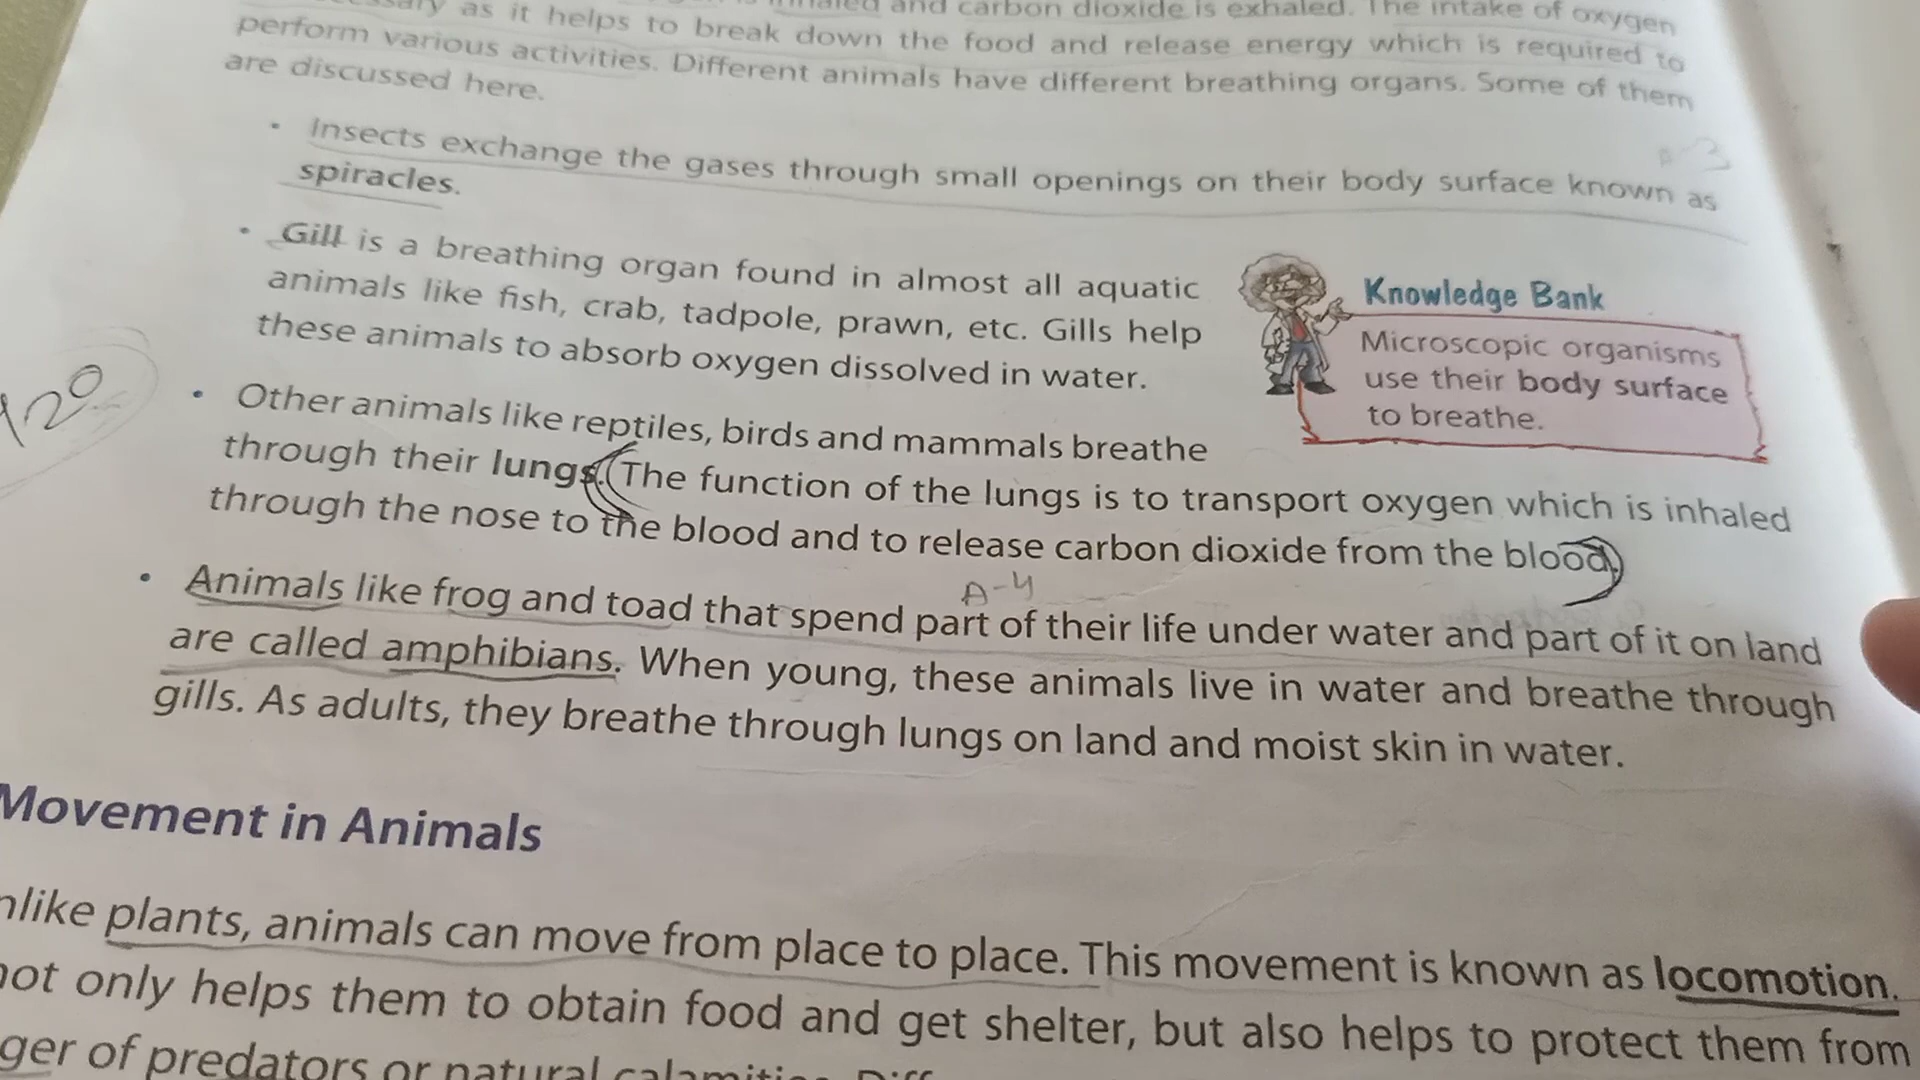 as it helps to break down the food and release energy which is required to
and carbon dioxide is exhaled. The intake of oxygen
perform various activities. Different animals have different breathing organs. Some of them
are discussed here.
• Insects exchange the gases through small openings on their body surface known as
spiracles.
• Gill is a breathing organ found in almost all aquatic
animals like fish, crab, tadpole, prawn, etc. Gills help
these animals to absorb oxygen dissolved in water.
Knowledge Bank
Microscopic organisms
use their body surface
to breathe.
120
• Other animals like reptiles, birds and mammals breathe
through their lungs. (The function of the lungs is to transport oxygen which is inhaled
through the nose to the blood and to release carbon dioxide from the blood.)
A-4
• Animals like frog and toad that spend part of their life under water and part of it on land
are called amphibians. When young, these animals live in water and breathe through
gills. As adults, they breathe through lungs on land and moist skin in water.
Movement in Animals
plants, animals can move from place to place. This movement is known as locomotion.
not only helps them to obtain food and get shelter, but also helps to protect them from
of predators or natural